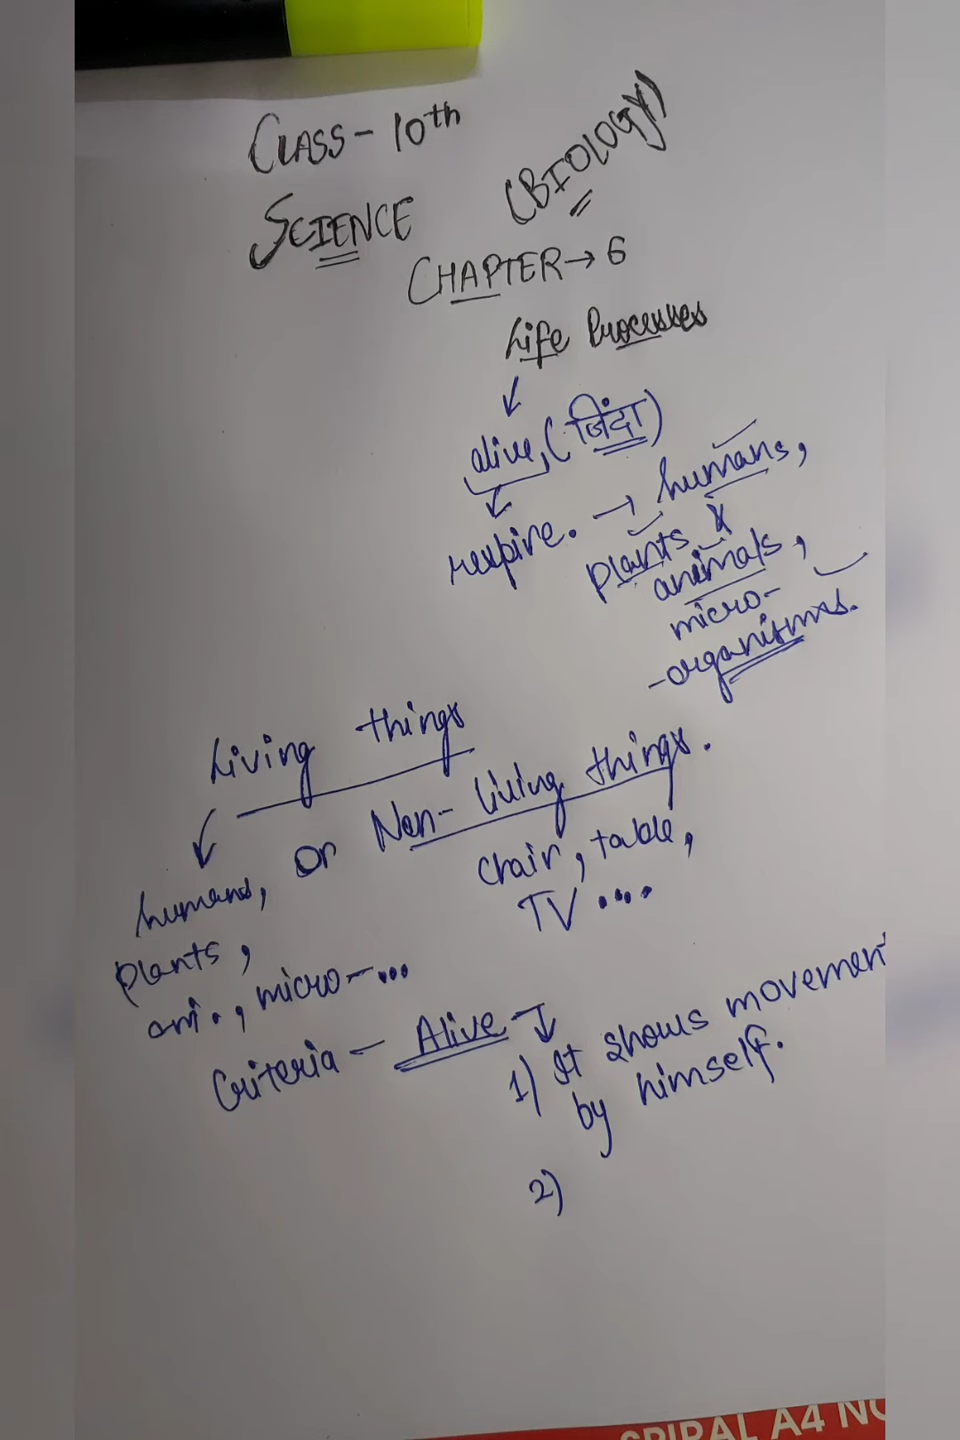 CLASS - 10th
SCIENCE (BIOLOGY)
CHAPTER → 6
Life Processes
alive, (जिंदा)
respire. → humans,
plants &
animals,
micro-
-organisms.
Living things
or Non-living things.
humans,
plants,
ani., micro-...
chair, table,
TV ....
Criteria - Alive →
1) It shows movement
by himself.
2)
SPIRAL A4 NO